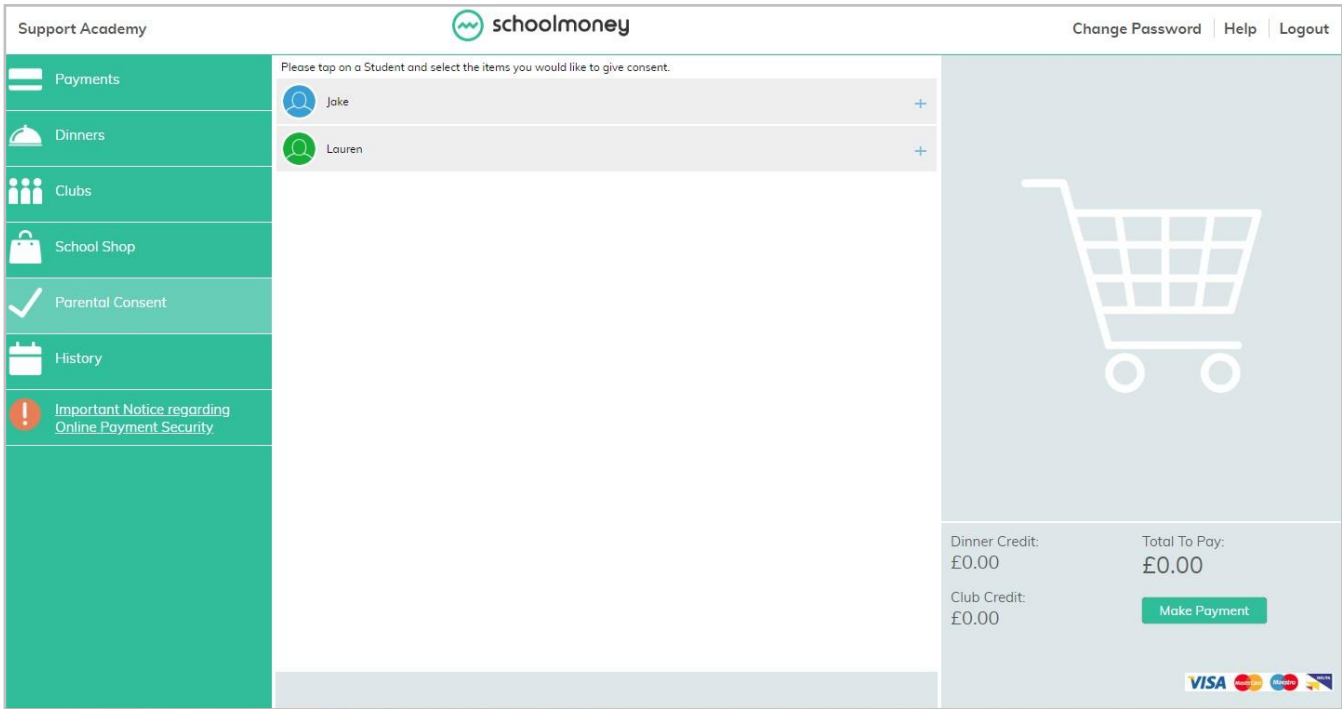 Support Academy
schoolmoney
Change Password
Help
Logout
Payments
Dinners
Clubs
School Shop
Parental Consent
History
Important Notice regarding
Online Payment Security
Please tap on a Student and select the items you would like to give consent.
Jake
+
Lauren
+
Dinner Credit:
£0.00
Total To Pay:
£0.00
Club Credit:
£0.00
Make Payment
VISA
Maestro